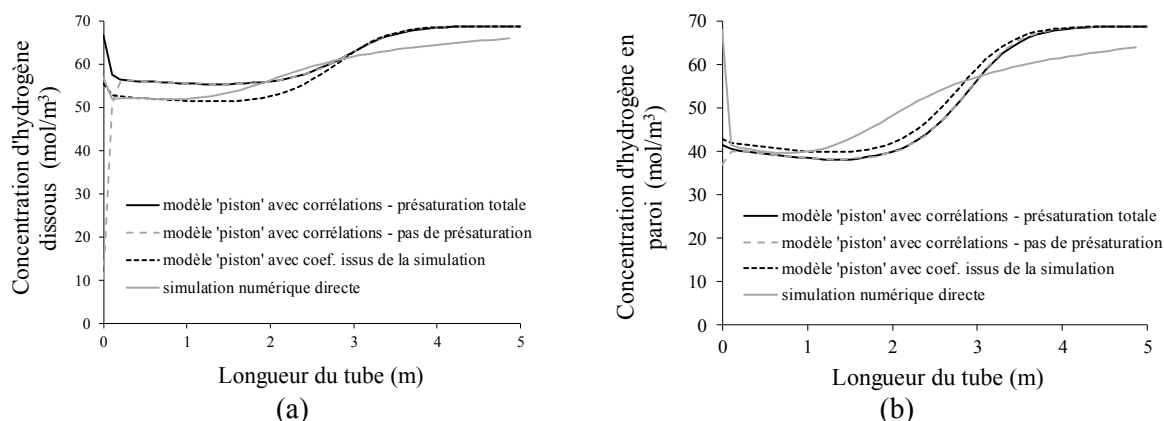 Concentration d'hydrogène
dissous (mol/m³)
70
60
50
40
30
20
10
0
modèle 'piston' avec corrélations - présaturation totale
modèle 'piston' avec corrélations - pas de présaturation
modèle 'piston' avec coef. issus de la simulation
simulation numérique directe
0 1 2 3 4 5
Longueur du tube (m)
(a)
Concentration d'hydrogène en
paroi (mol/m³)
70
60
50
40
30
20
10
0
modèle 'piston' avec corrélations - présaturation totale
modèle 'piston' avec corrélations - pas de présaturation
modèle 'piston' avec coef. issus de la simulation
simulation numérique directe
0 1 2 3 4 5
Longueur du tube (m)
(b)